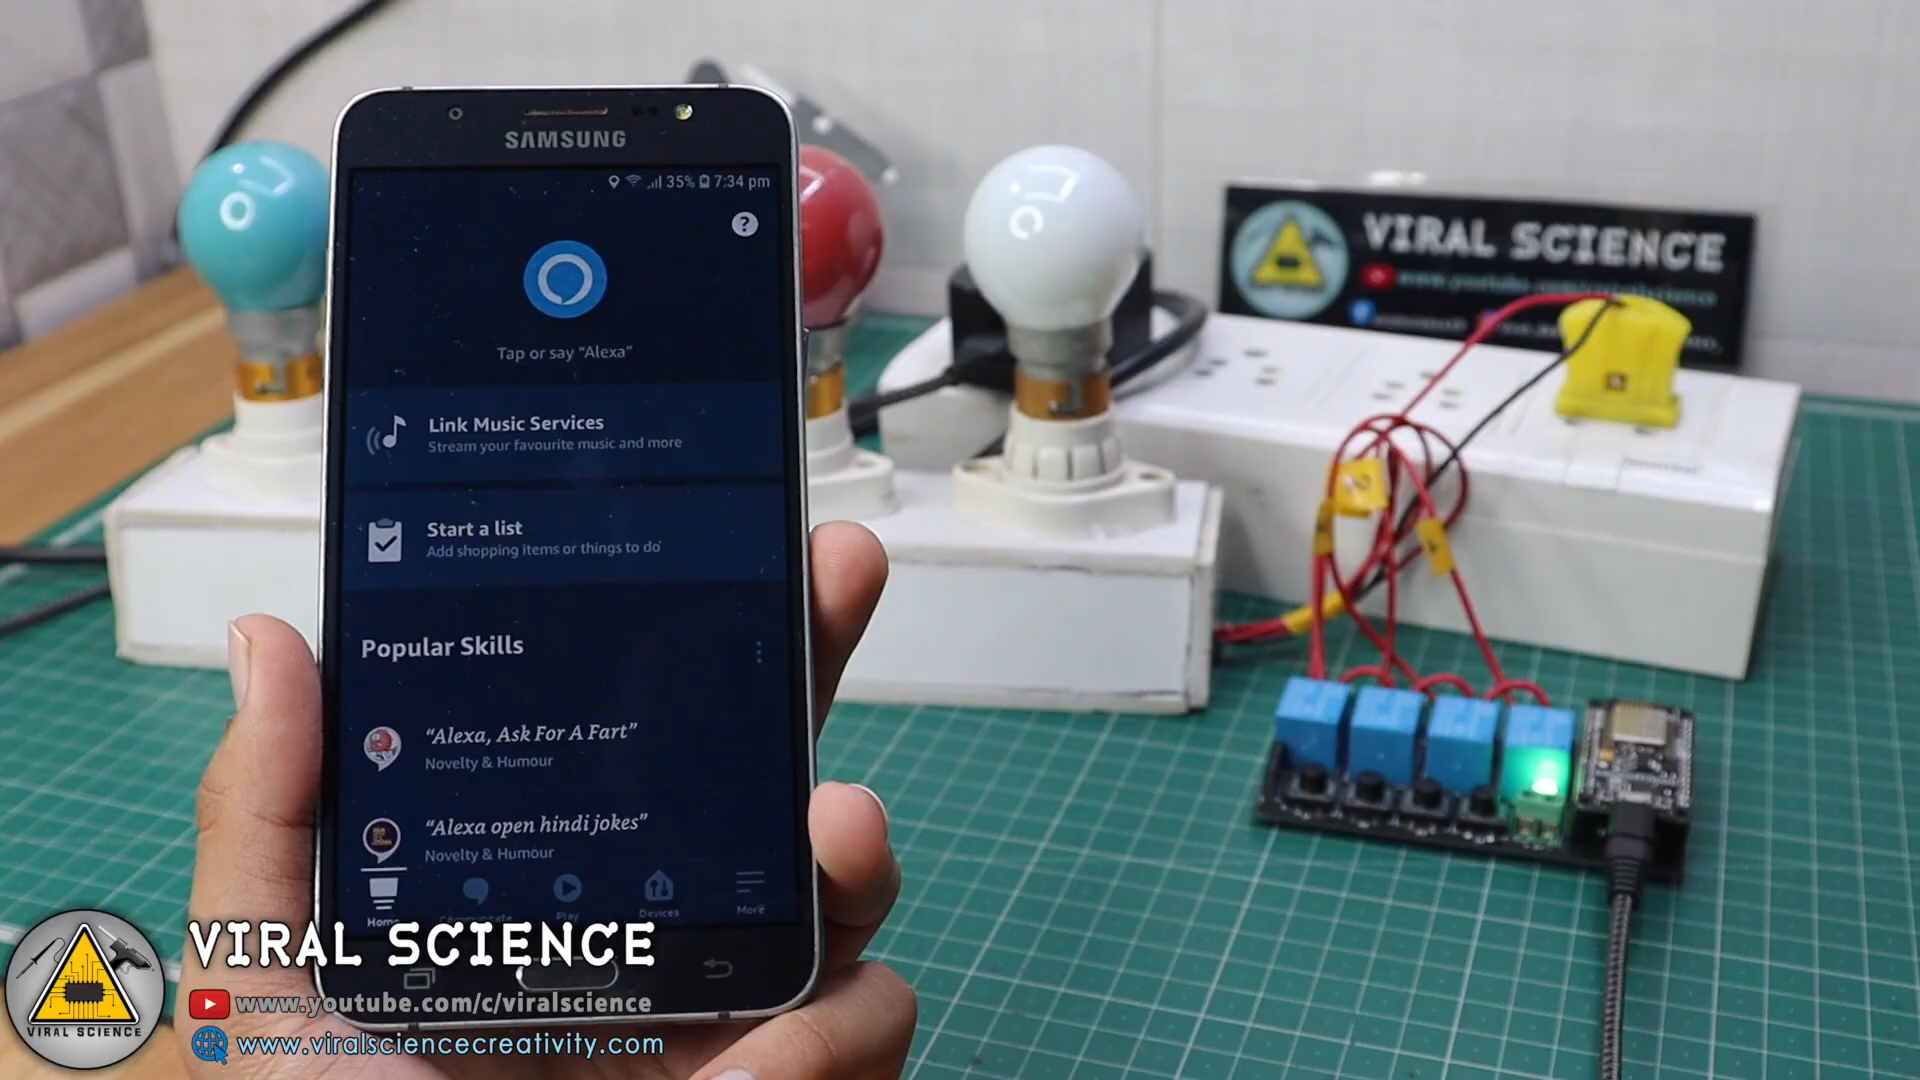 SAMSUNG
35% 7:34 pm
?
Tap or say “Alexa”
Link Music Services
Stream your favourite music and more
Start a list
Add shopping items or things to do
Popular Skills
“Alexa, Ask For A Fart”
Novelty & Humour
“Alexa open hindi jokes”
Novelty & Humour
Home Communicate Play Devices More
VIRAL SCIENCE
2
VIRAL SCIENCE
www.youtube.com/c/viralscience
www.viralsciencecreativity.com
VIRAL SCIENCE